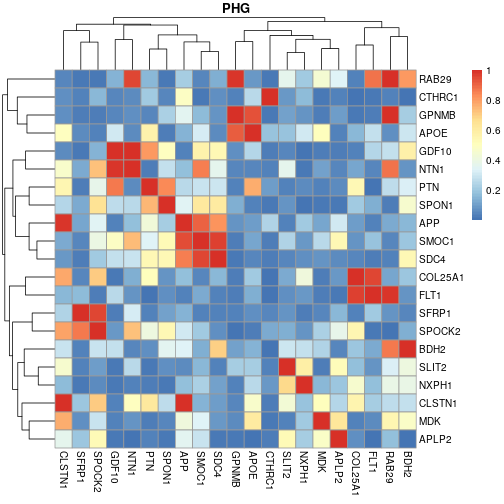 PHG
RAB29
CTHRC1
GPNMB
APOE
GDF10
NTN1
PTN
SPON1
APP
SMOC1
SDC4
COL25A1
FLT1
SFRP1
SPOCK2
BDH2
SLIT2
NXPH1
CLSTN1
MDK
APLP2
1
0.8
0.6
0.4
0.2
CLSTN1
SFRP1
SPOCK2
GDF10
NTN1
PTN
SPON1
APP
SMOC1
SDC4
GPNMB
APOE
CTHRC1
SLIT2
NXPH1
MDK
APLP2
COL25A1
FLT1
RAB29
BDH2